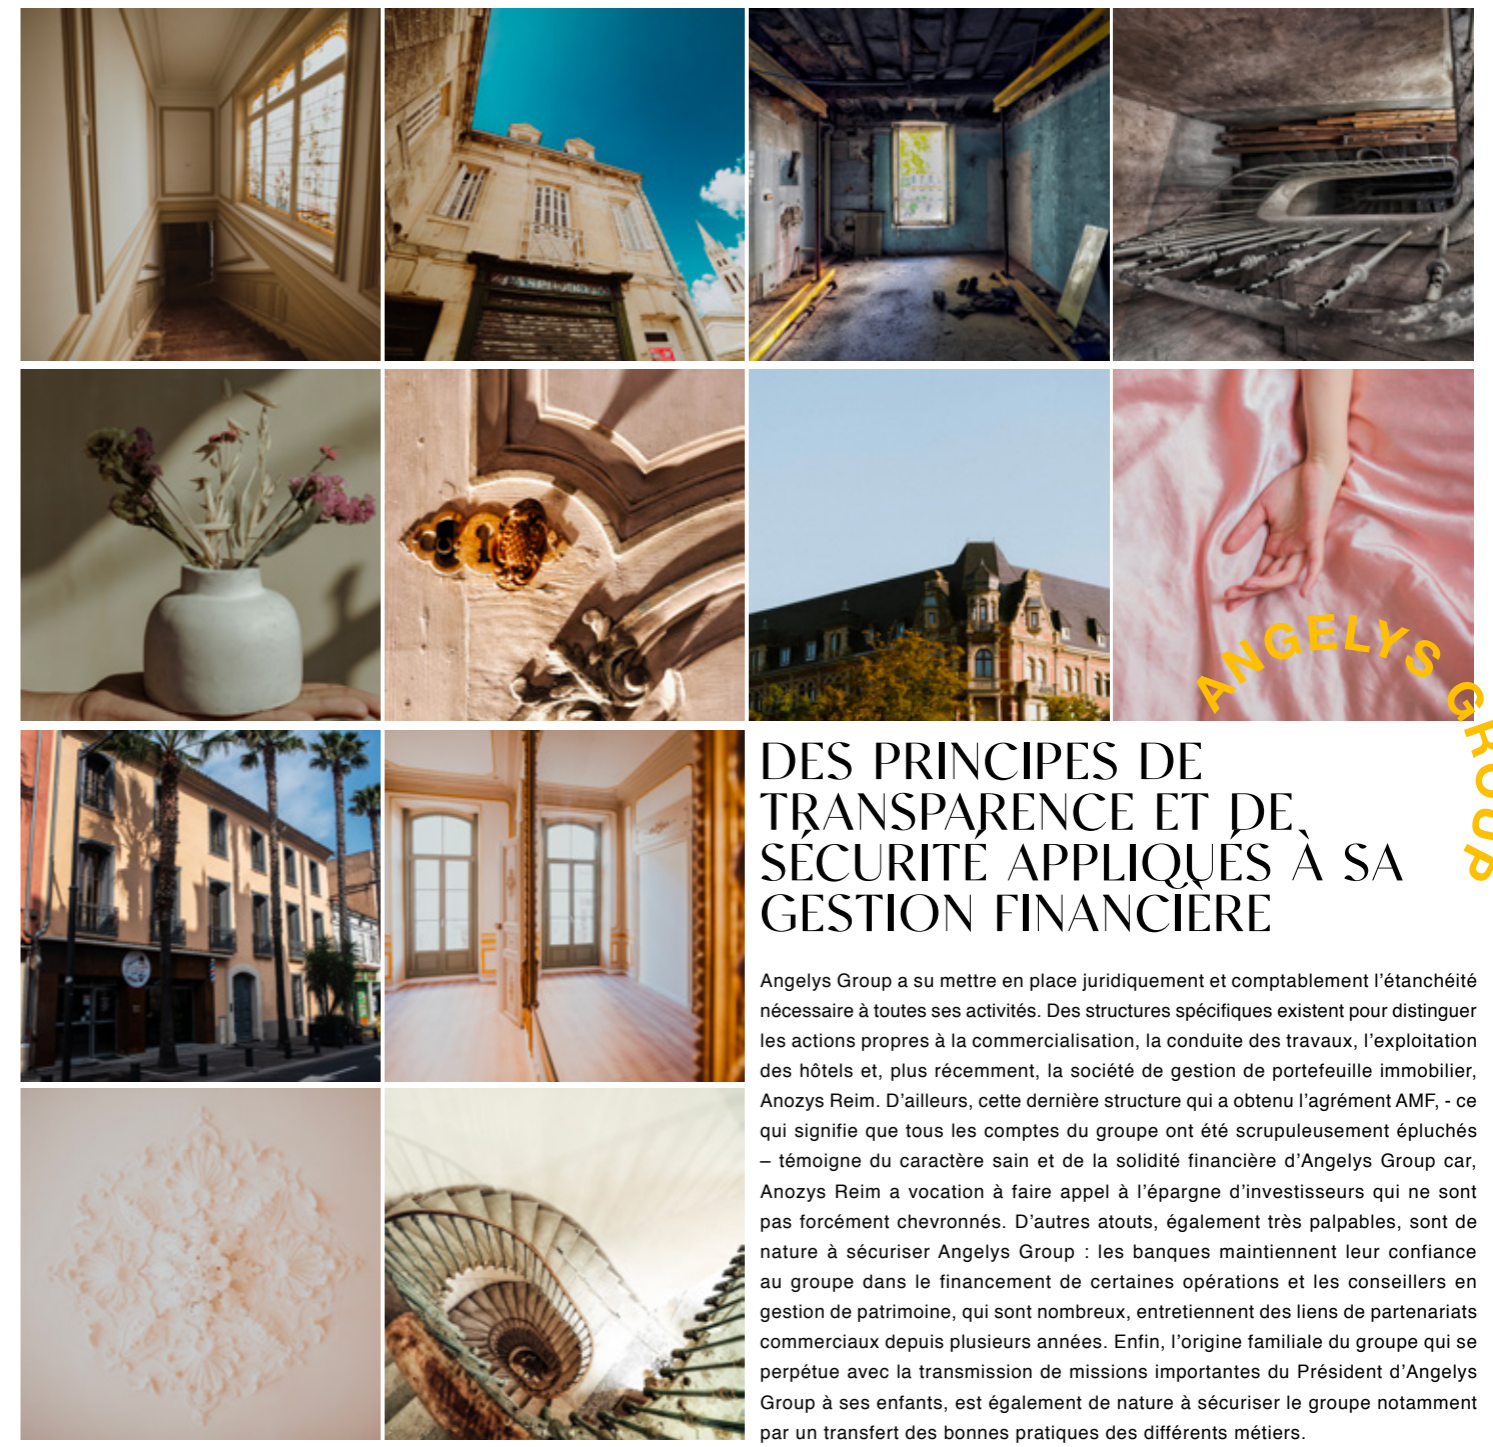 ANGELYS GROUP
DES PRINCIPES DE
TRANSPARENCE ET DE
SÉCURITÉ APPLIQUÉS À SA
GESTION FINANCIÈRE
Angelys Group a su mettre en place juridiquement et comptablement l’étanchéité
nécessaire à toutes ses activités. Des structures spécifiques existent pour distinguer
les actions propres à la commercialisation, la conduite des travaux, l’exploitation
des hôtels et, plus récemment, la société de gestion de portefeuille immobilier,
Anozys Reim. D’ailleurs, cette dernière structure qui a obtenu l’agrément AMF, - ce
qui signifie que tous les comptes du groupe ont été scrupuleusement épluchés
– témoigne du caractère sain et de la solidité financière d’Angelys Group car,
Anozys Reim a vocation à faire appel à l’épargne d’investisseurs qui ne sont
pas forcément chevronnés. D’autres atouts, également très palpables, sont de
nature à sécuriser Angelys Group : les banques maintiennent leur confiance
au groupe dans le financement de certaines opérations et les conseillers en
gestion de patrimoine, qui sont nombreux, entretiennent des liens de partenariats
commerciaux depuis plusieurs années. Enfin, l’origine familiale du groupe qui se
perpétue avec la transmission de missions importantes du Président d’Angelys
Group à ses enfants, est également de nature à sécuriser le groupe notamment
par un transfert des bonnes pratiques des différents métiers.